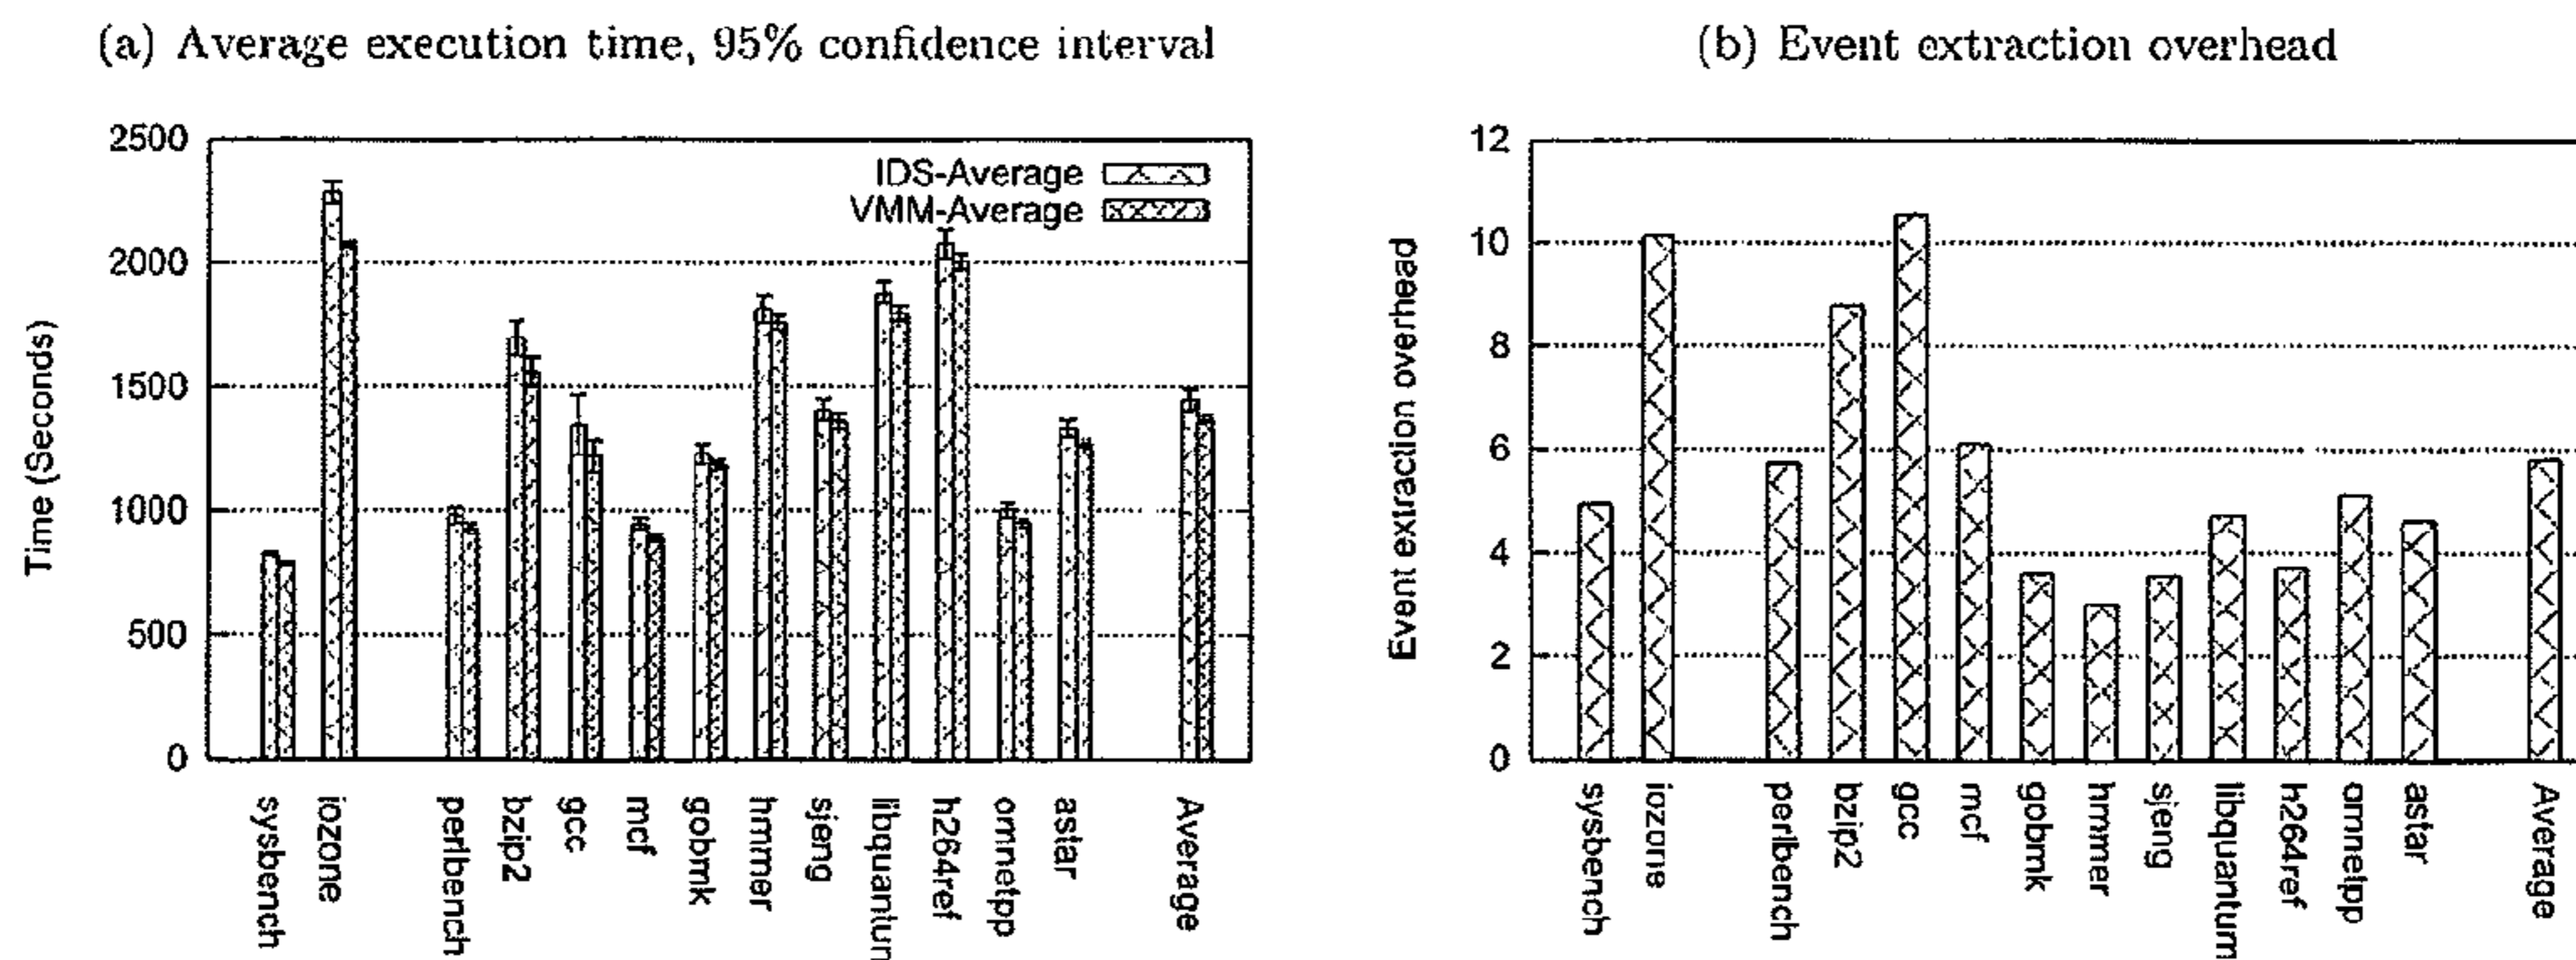 (a) Average execution time, 95% confidence interval
(b) Event extraction overhead
Time (Seconds)
2500
2000
1500
1000
500
0
IDS-Average
VMM-Average
sysbench
iozone
perlbench
bzip2
gcc
mcf
gobmk
hmmer
sjeng
libquantum
h264ref
omnetpp
astar
Average
Event extraction overhead
12
10
8
6
4
2
0
sysbench
iozone
perlbench
bzip2
gcc
mcf
gobmk
hmmer
sjeng
libquantum
h264ref
omnetpp
astar
Average